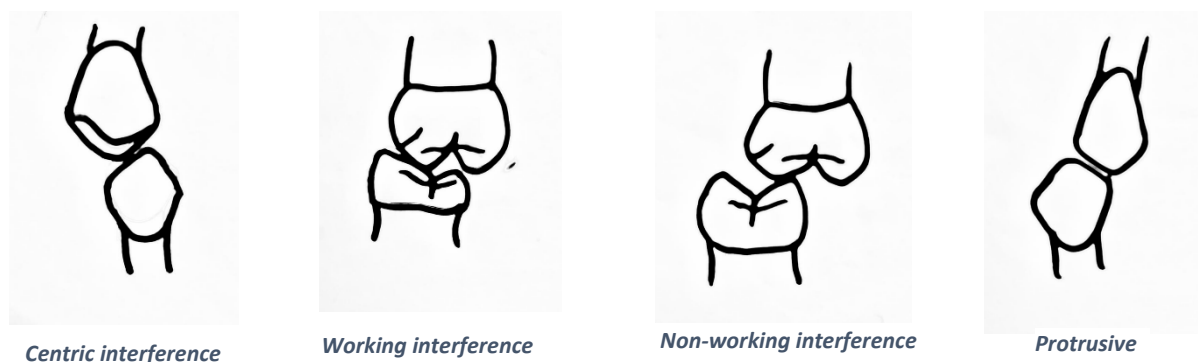 Centric interference
Working interference
Non-working interference
Protrusive